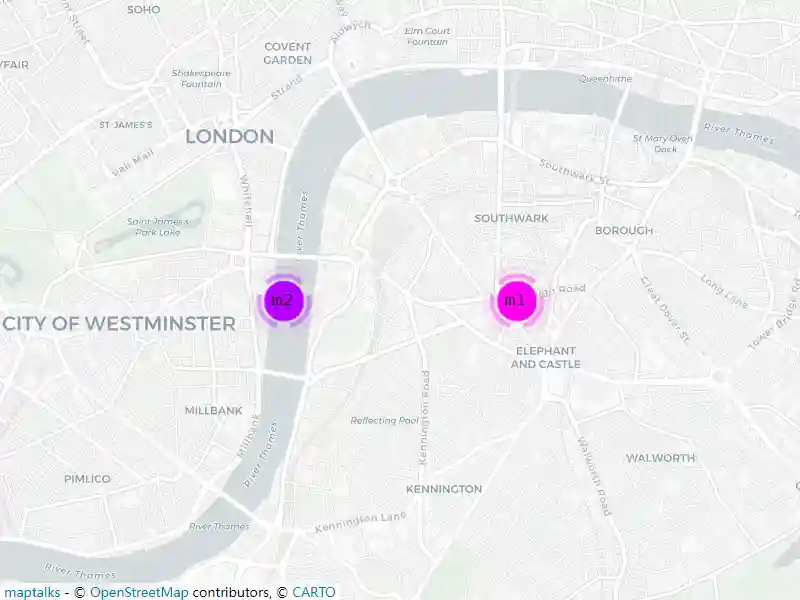 SOHO
Elm Court
Fountain
Aldwych
COVENT
GARDEN
Shakespeare
Fountain
Strand
Queenhithe
ST JAMES'S
LONDON
River Thames
St Mary Overy
Dock
Pall Mall
Southwark St
Whitehall
River Thames
Saint James's
Park Lake
SOUTHWARK
BOROUGH
Long Lane
Great Dover St
Tower Bridge Rd
m2
m1
Road
CITY OF WESTMINSTER
ELEPHANT
AND CASTLE
MILLBANK
Millbank
Reflecting Pool
Kennington Road
River Thames
Walworth Road
WALWORTH
PIMLICO
KENNINGTON
River Thames
Kennington Lane
River Thames
maptalks - © OpenStreetMap contributors, © CARTO